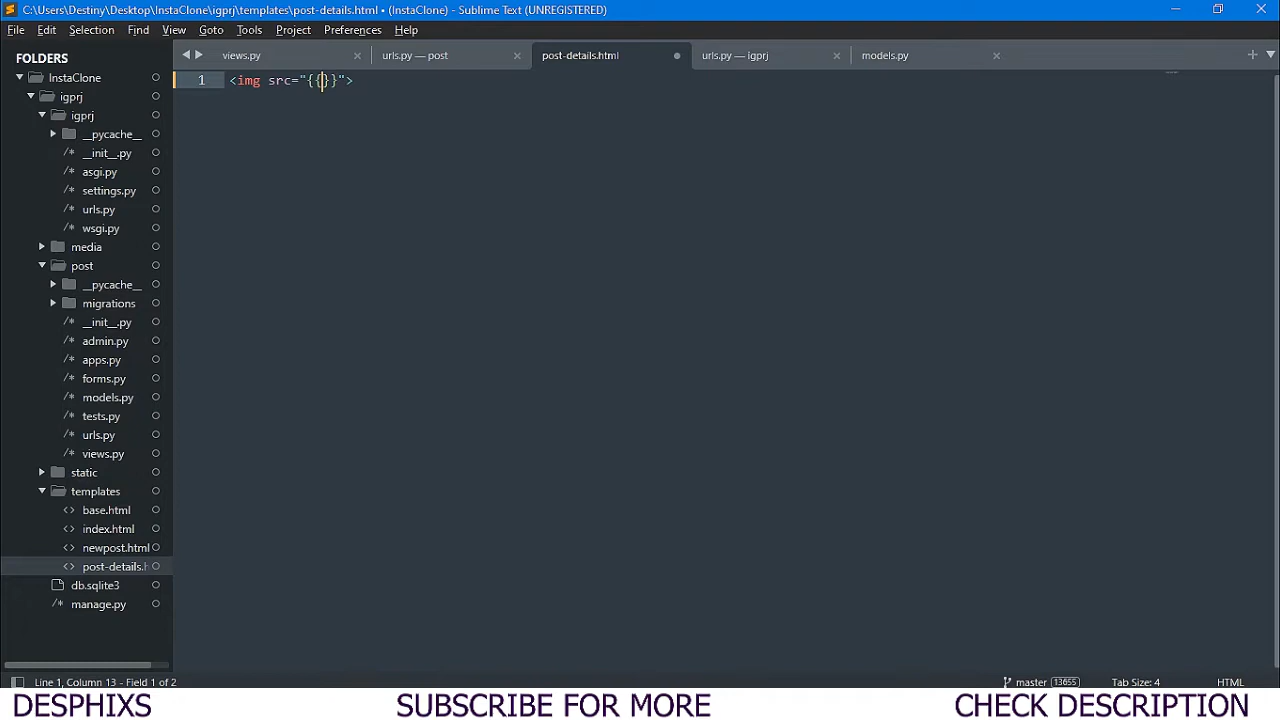 C:\Users\Destiny\Desktop\InstaClone\igprj\templates\post-details.html • (InstaClone) - Sublime Text (UNREGISTERED)
File Edit Selection Find View Goto Tools Project Preferences Help
FOLDERS
InstaClone
igprj
igprj
__pycache__
/* __init__.py
/* asgi.py
/* settings.py
/* urls.py
/* wsgi.py
media
post
__pycache__
migrations
/* __init__.py
/* admin.py
/* apps.py
/* forms.py
/* models.py
/* tests.py
/* urls.py
/* views.py
static
templates
<> base.html
<> index.html
<> newpost.html
<> post-details.h
db.sqlite3
/* manage.py
views.py × urls.py — post × post-details.html • urls.py — igprj × models.py ×
1 <img src="{{}}">
Line 1, Column 13 - Field 1 of 2 master 13655 Tab Size: 4 HTML
DESPHIXS SUBSCRIBE FOR MORE CHECK DESCRIPTION